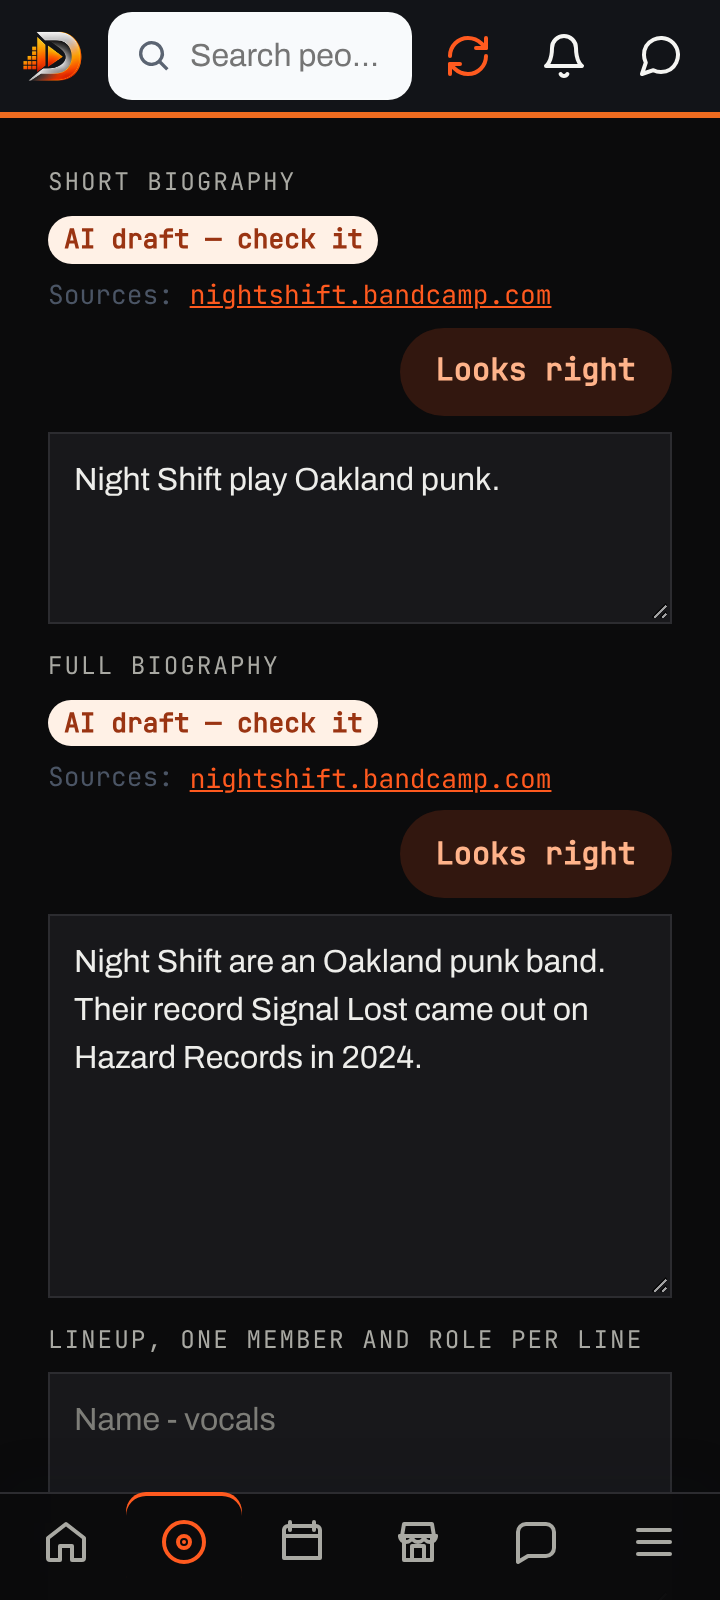 Search peo...
SHORT BIOGRAPHY
AI draft — check it
Sources: nightshift.bandcamp.com
Looks right
Night Shift play Oakland punk.
FULL BIOGRAPHY
AI draft — check it
Sources: nightshift.bandcamp.com
Looks right
Night Shift are an Oakland punk band.
Their record Signal Lost came out on
Hazard Records in 2024.
LINEUP, ONE MEMBER AND ROLE PER LINE
Name - vocals